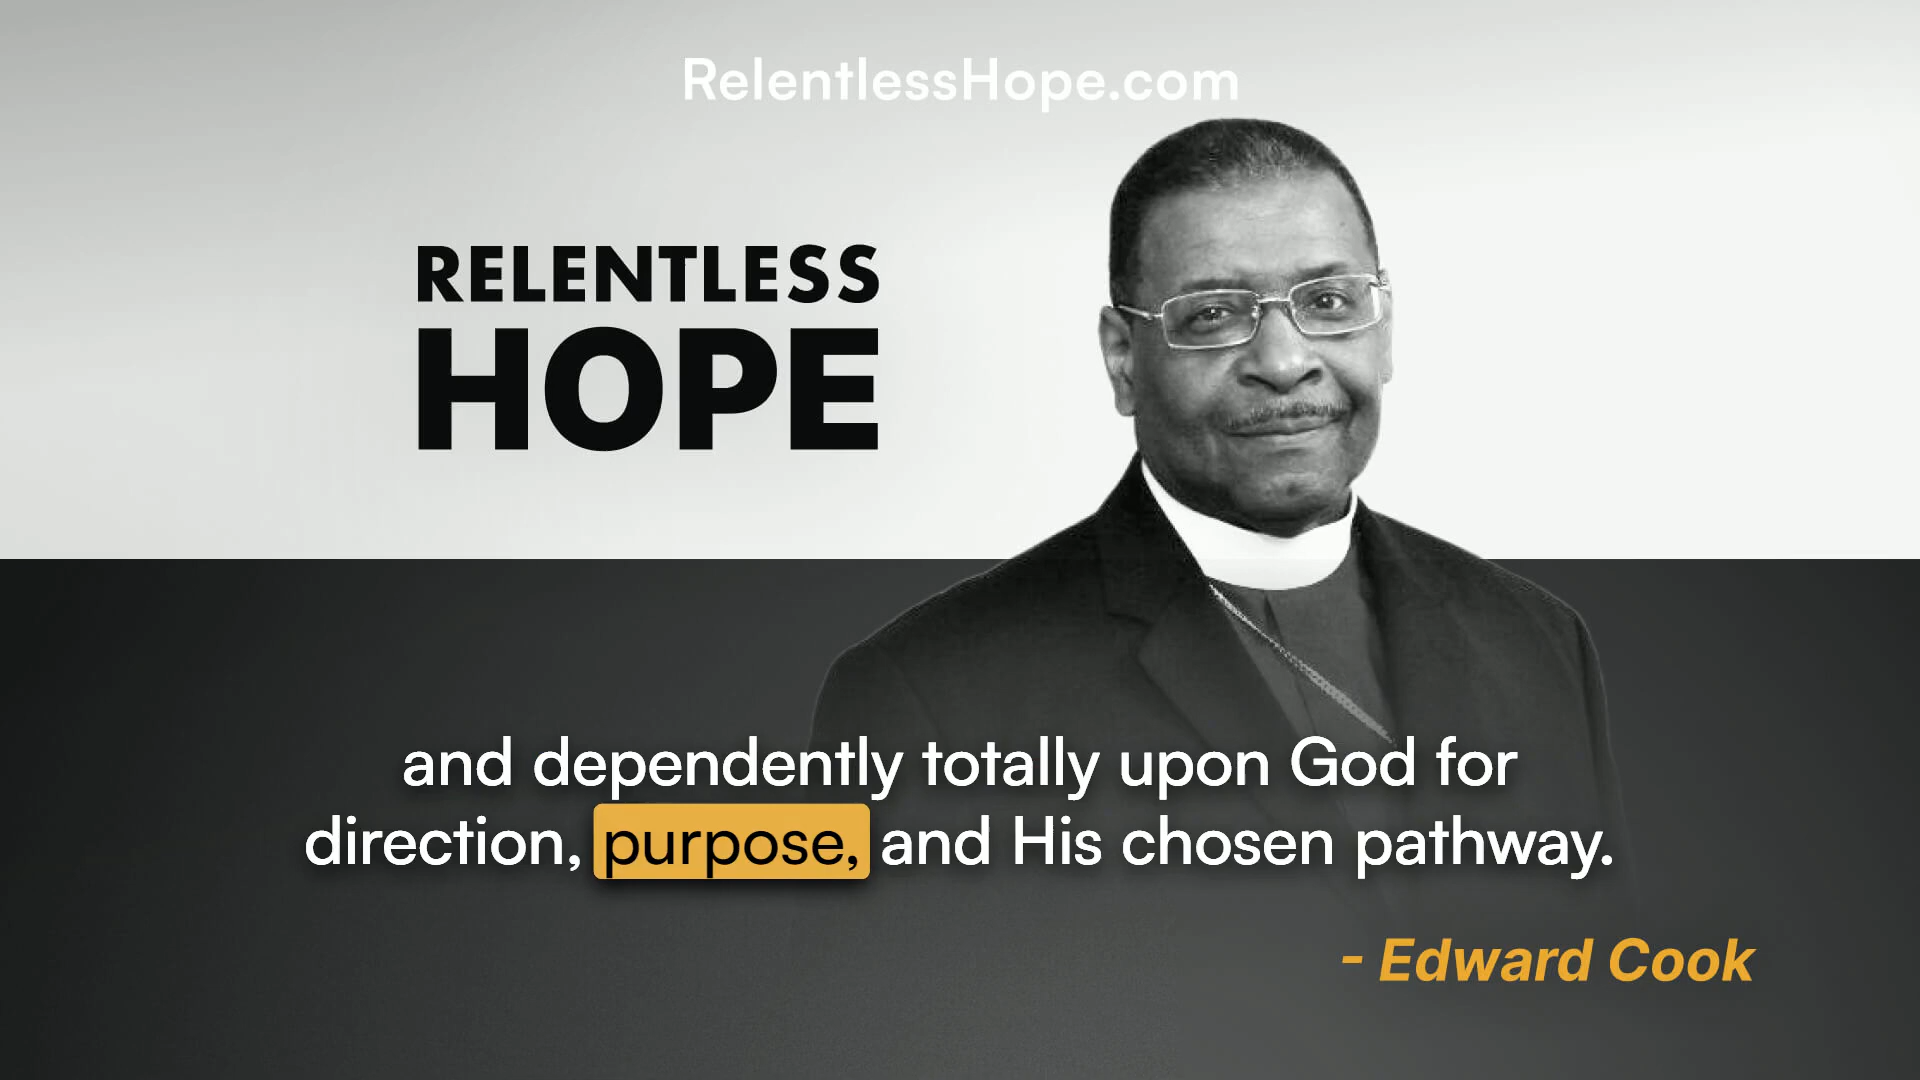 RelentlessHope.com
RELENTLESS
HOPE
and dependently totally upon God for
direction, purpose, and His chosen pathway.
- Edward Cook